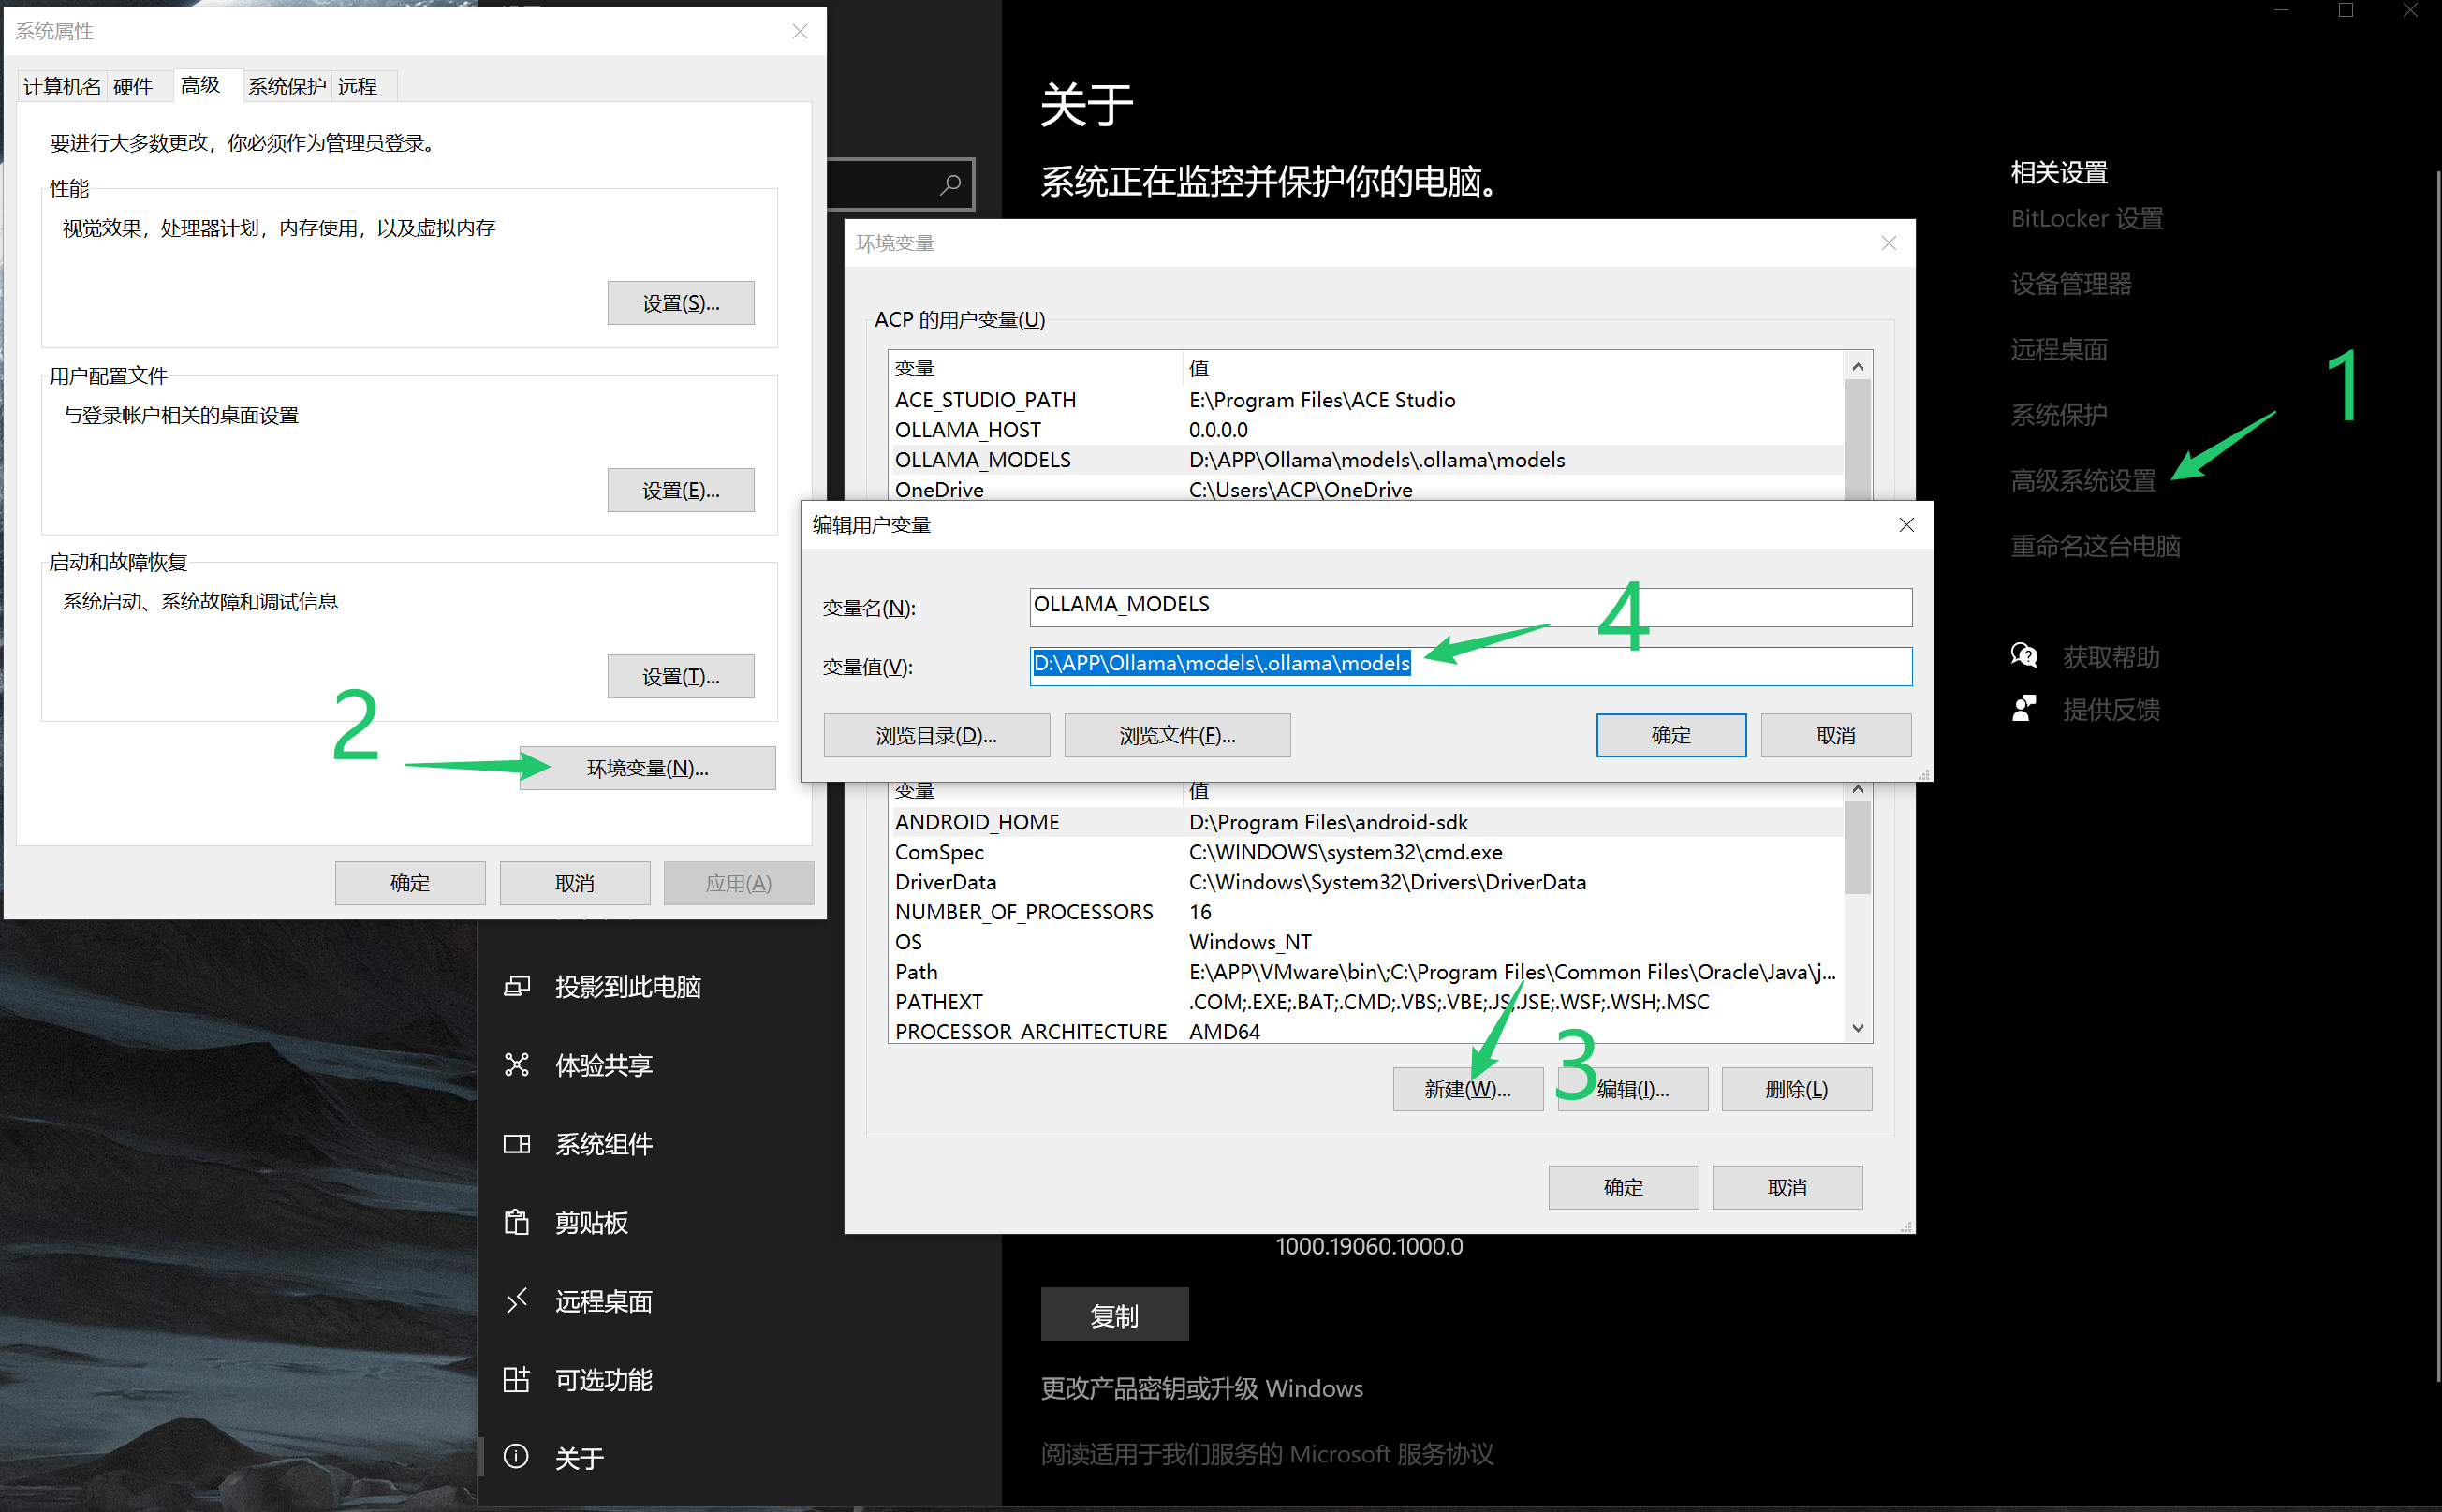 系统属性
计算机名
硬件
高级
系统保护
远程
要进行大多数更改，你必须作为管理员登录。
性能
视觉效果，处理器计划，内存使用，以及虚拟内存
设置(S)...
用户配置文件
与登录帐户相关的桌面设置
设置(E)...
启动和故障恢复
系统启动、系统故障和调试信息
设置(T)...
2
环境变量(N)...
确定
取消
应用(A)
投影到此电脑
体验共享
系统组件
剪贴板
远程桌面
可选功能
关于
关于
系统正在监控并保护你的电脑。
环境变量
ACP 的用户变量(U)
变量 值
ACE_STUDIO_PATH E:\Program Files\ACE Studio
OLLAMA_HOST 0.0.0.0
OLLAMA_MODELS D:\APP\Ollama\models\.ollama\models
OneDrive C:\Users\ACP\OneDrive
编辑用户变量
变量名(N): OLLAMA_MODELS
变量值(V): D:\APP\Ollama\models\.ollama\models
4
浏览目录(D)...
浏览文件(F)...
确定
取消
变量 值
ANDROID_HOME D:\Program Files\android-sdk
ComSpec C:\WINDOWS\system32\cmd.exe
DriverData C:\Windows\System32\Drivers\DriverData
NUMBER_OF_PROCESSORS 16
OS Windows_NT
Path E:\APP\VMware\bin\;C:\Program Files\Common Files\Oracle\Java\j...
PATHEXT .COM;.EXE;.BAT;.CMD;.VBS;.VBE;.JS;.JSE;.WSF;.WSH;.MSC
PROCESSOR_ARCHITECTURE AMD64
新建(W)...
3
编辑(I)...
删除(L)
确定
取消
1000.19060.1000.0
复制
更改产品密钥或升级 Windows
阅读适用于我们服务的 Microsoft 服务协议
相关设置
BitLocker 设置
设备管理器
远程桌面
1
系统保护
高级系统设置
重命名这台电脑
获取帮助
提供反馈